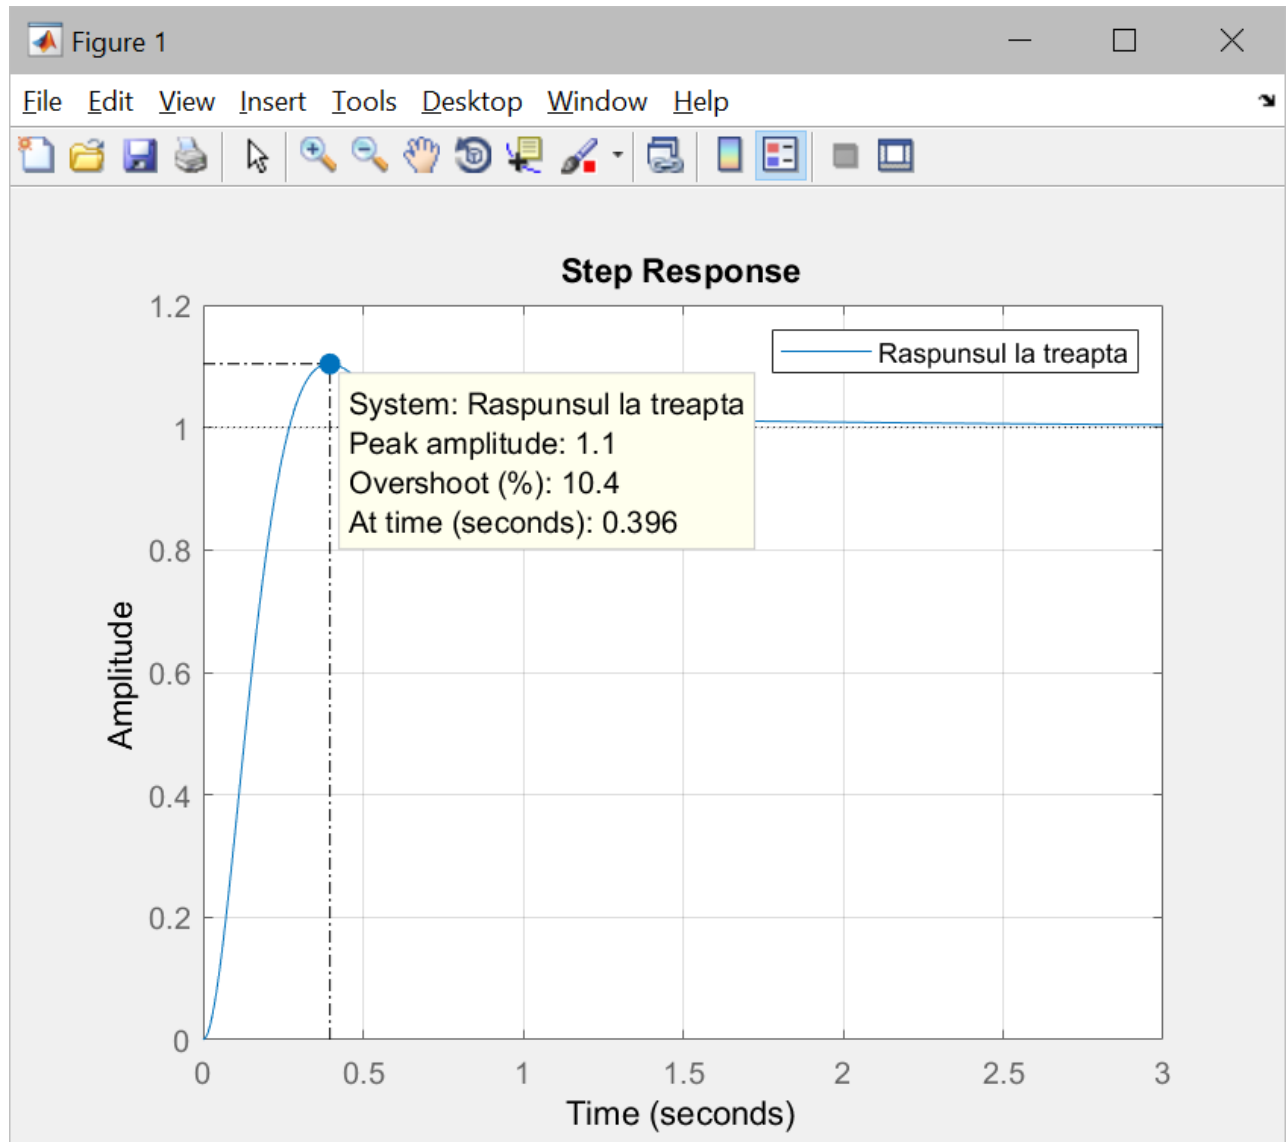 Figure 1
File Edit View Insert Tools Desktop Window Help
Step Response
1.2
1
0.8
0.6
0.4
0.2
0
Amplitude
Raspunsul la treapta
System: Raspunsul la treapta
Peak amplitude: 1.1
Overshoot (%): 10.4
At time (seconds): 0.396
0 0.5 1 1.5 2 2.5 3
Time (seconds)